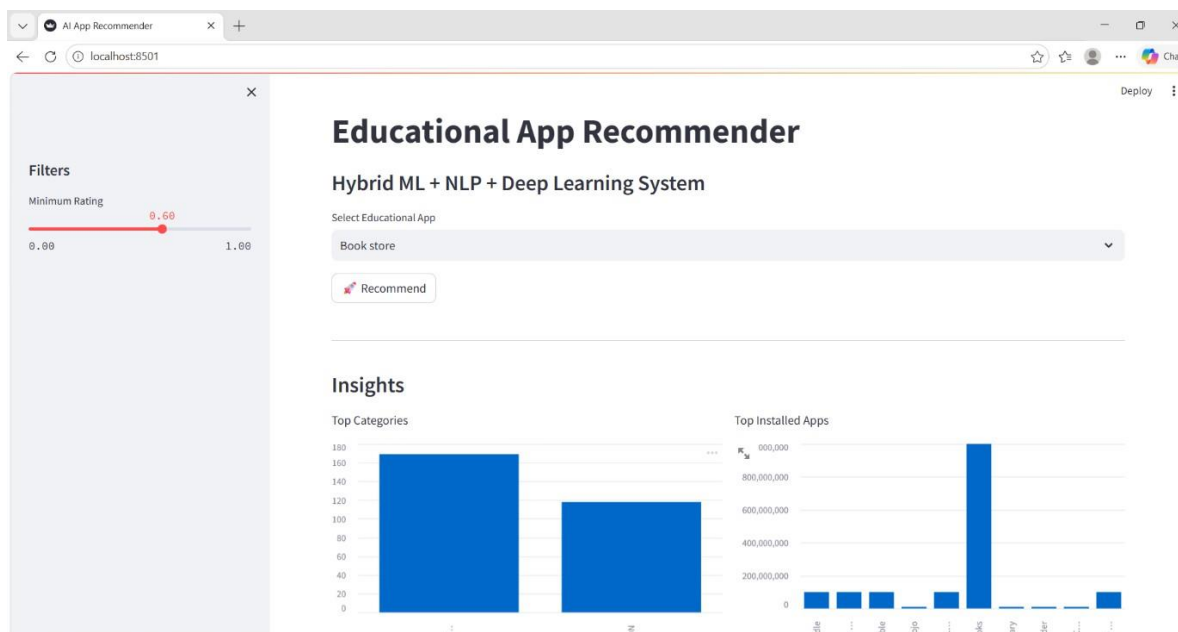 AI App Recommender
localhost:8501
Deploy
Filters
Minimum Rating
0.60
0.00 1.00
Educational App Recommender
Hybrid ML + NLP + Deep Learning System
Select Educational App
Book store
🚀 Recommend
Insights
Top Categories
180
160
140
120
100
80
60
40
20
0
Top Installed Apps
000,000
800,000,000
600,000,000
400,000,000
200,000,000
0